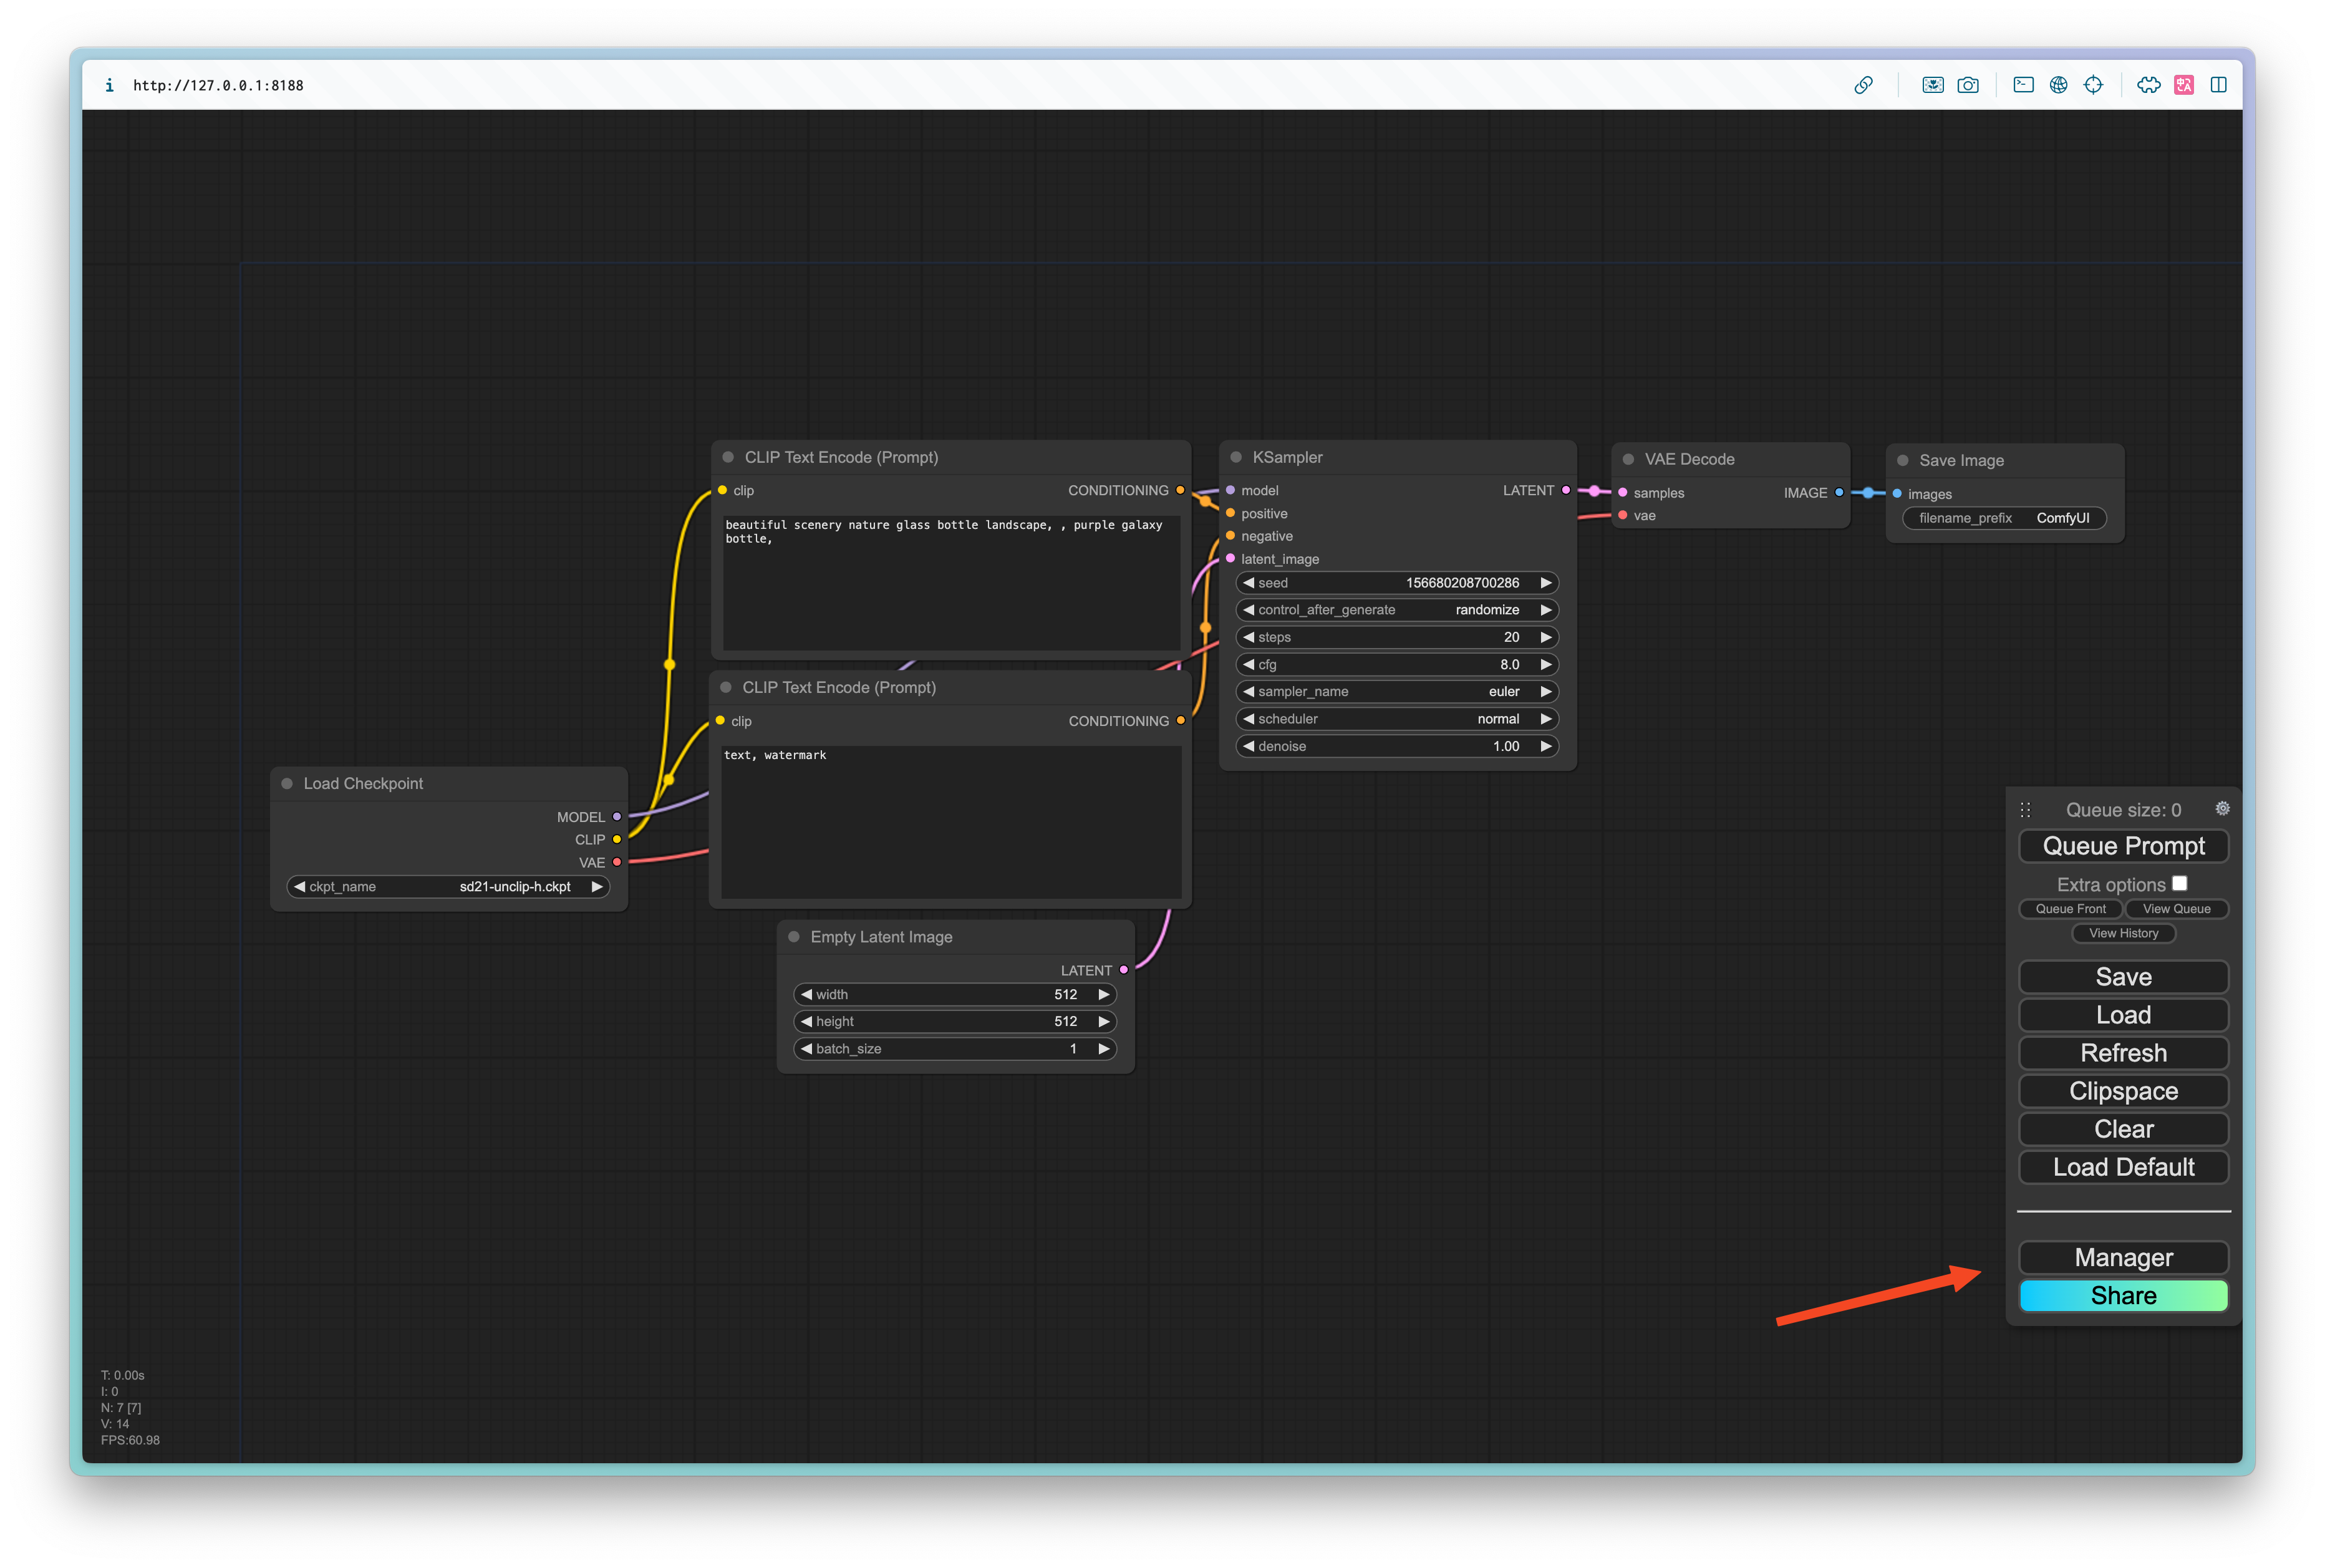 http://127.0.0.1:8188
CLIP Text Encode (Prompt)
clip
CONDITIONING
beautiful scenery nature glass bottle landscape, , purple galaxy
bottle,
CLIP Text Encode (Prompt)
clip
CONDITIONING
text, watermark
KSampler
model
LATENT
positive
negative
latent_image
seed 156680208700286
control_after_generate randomize
steps 20
cfg 8.0
sampler_name euler
scheduler normal
denoise 1.00
VAE Decode
samples
IMAGE
vae
Save Image
images
filename_prefix ComfyUI
Load Checkpoint
MODEL
CLIP
VAE
ckpt_name sd21-unclip-h.ckpt
Empty Latent Image
LATENT
width 512
height 512
batch_size 1
Queue size: 0
Queue Prompt
Extra options
Queue Front
View Queue
View History
Save
Load
Refresh
Clipspace
Clear
Load Default
Manager
Share
T: 0.00s
I: 0
N: 7 [7]
V: 14
FPS:60.98